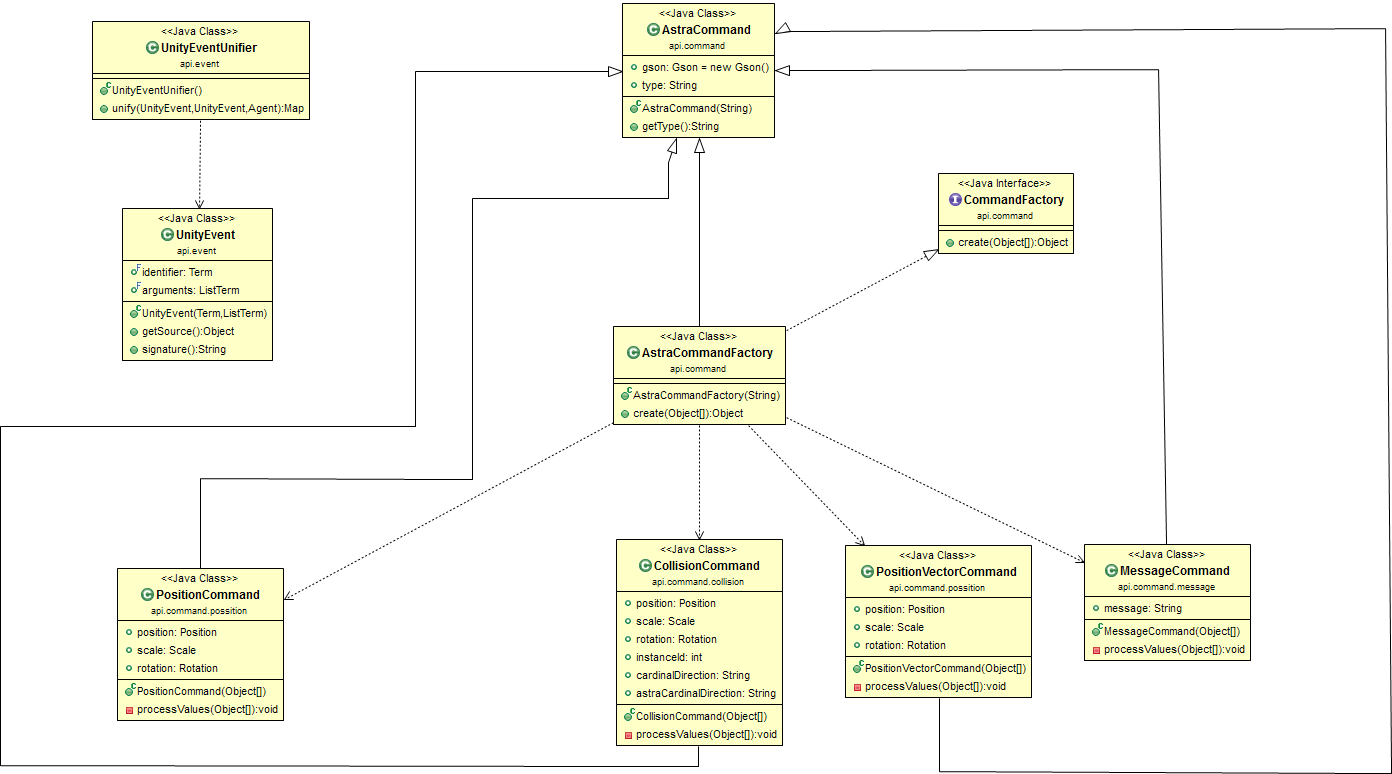 <<Java Class>>
UnityEventUnifier
api.event
UnityEventUnifier()
unify(UnityEvent,UnityEvent,Agent):Map
<<Java Class>>
AstraCommand
api.command
gson: Gson = new Gson()
type: String
AstraCommand(String)
getType():String
<<Java Interface>>
CommandFactory
api.command
create(Object[]):Object
<<Java Class>>
UnityEvent
api.event
identifier: Term
arguments: ListTerm
UnityEvent(Term,ListTerm)
getSource():Object
signature():String
<<Java Class>>
AstraCommandFactory
api.command
AstraCommandFactory(String)
create(Object[]):Object
<<Java Class>>
PositionCommand
api.command.possition
position: Position
scale: Scale
rotation: Rotation
PositionCommand(Object[])
processValues(Object[]):void
<<Java Class>>
CollisionCommand
api.command.collision
position: Position
scale: Scale
rotation: Rotation
instanceId: int
cardinalDirection: String
astraCardinalDirection: String
CollisionCommand(Object[])
processValues(Object[]):void
<<Java Class>>
PositionVectorCommand
api.command.possition
position: Position
scale: Scale
rotation: Rotation
PositionVectorCommand(Object[])
processValues(Object[]):void
<<Java Class>>
MessageCommand
api.command.message
message: String
MessageCommand(Object[])
processValues(Object[]):void